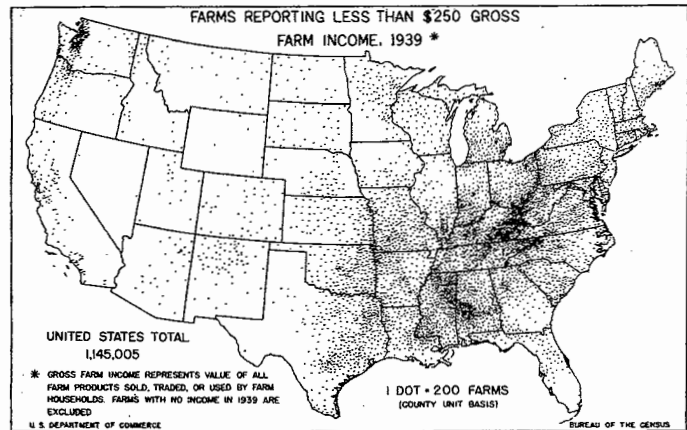 FARMS REPORTING LESS THAN $250 GROSS
FARM INCOME, 1939 *
UNITED STATES TOTAL
1,145,005
* GROSS FARM INCOME REPRESENTS VALUE OF ALL
FARM PRODUCTS SOLD, TRADED, OR USED BY FARM
HOUSEHOLDS. FARMS WITH NO INCOME IN 1939 ARE
EXCLUDED
1 DOT = 200 FARMS
(COUNTY UNIT BASIS)
U. S. DEPARTMENT OF COMMERCE
BUREAU OF THE CENSUS